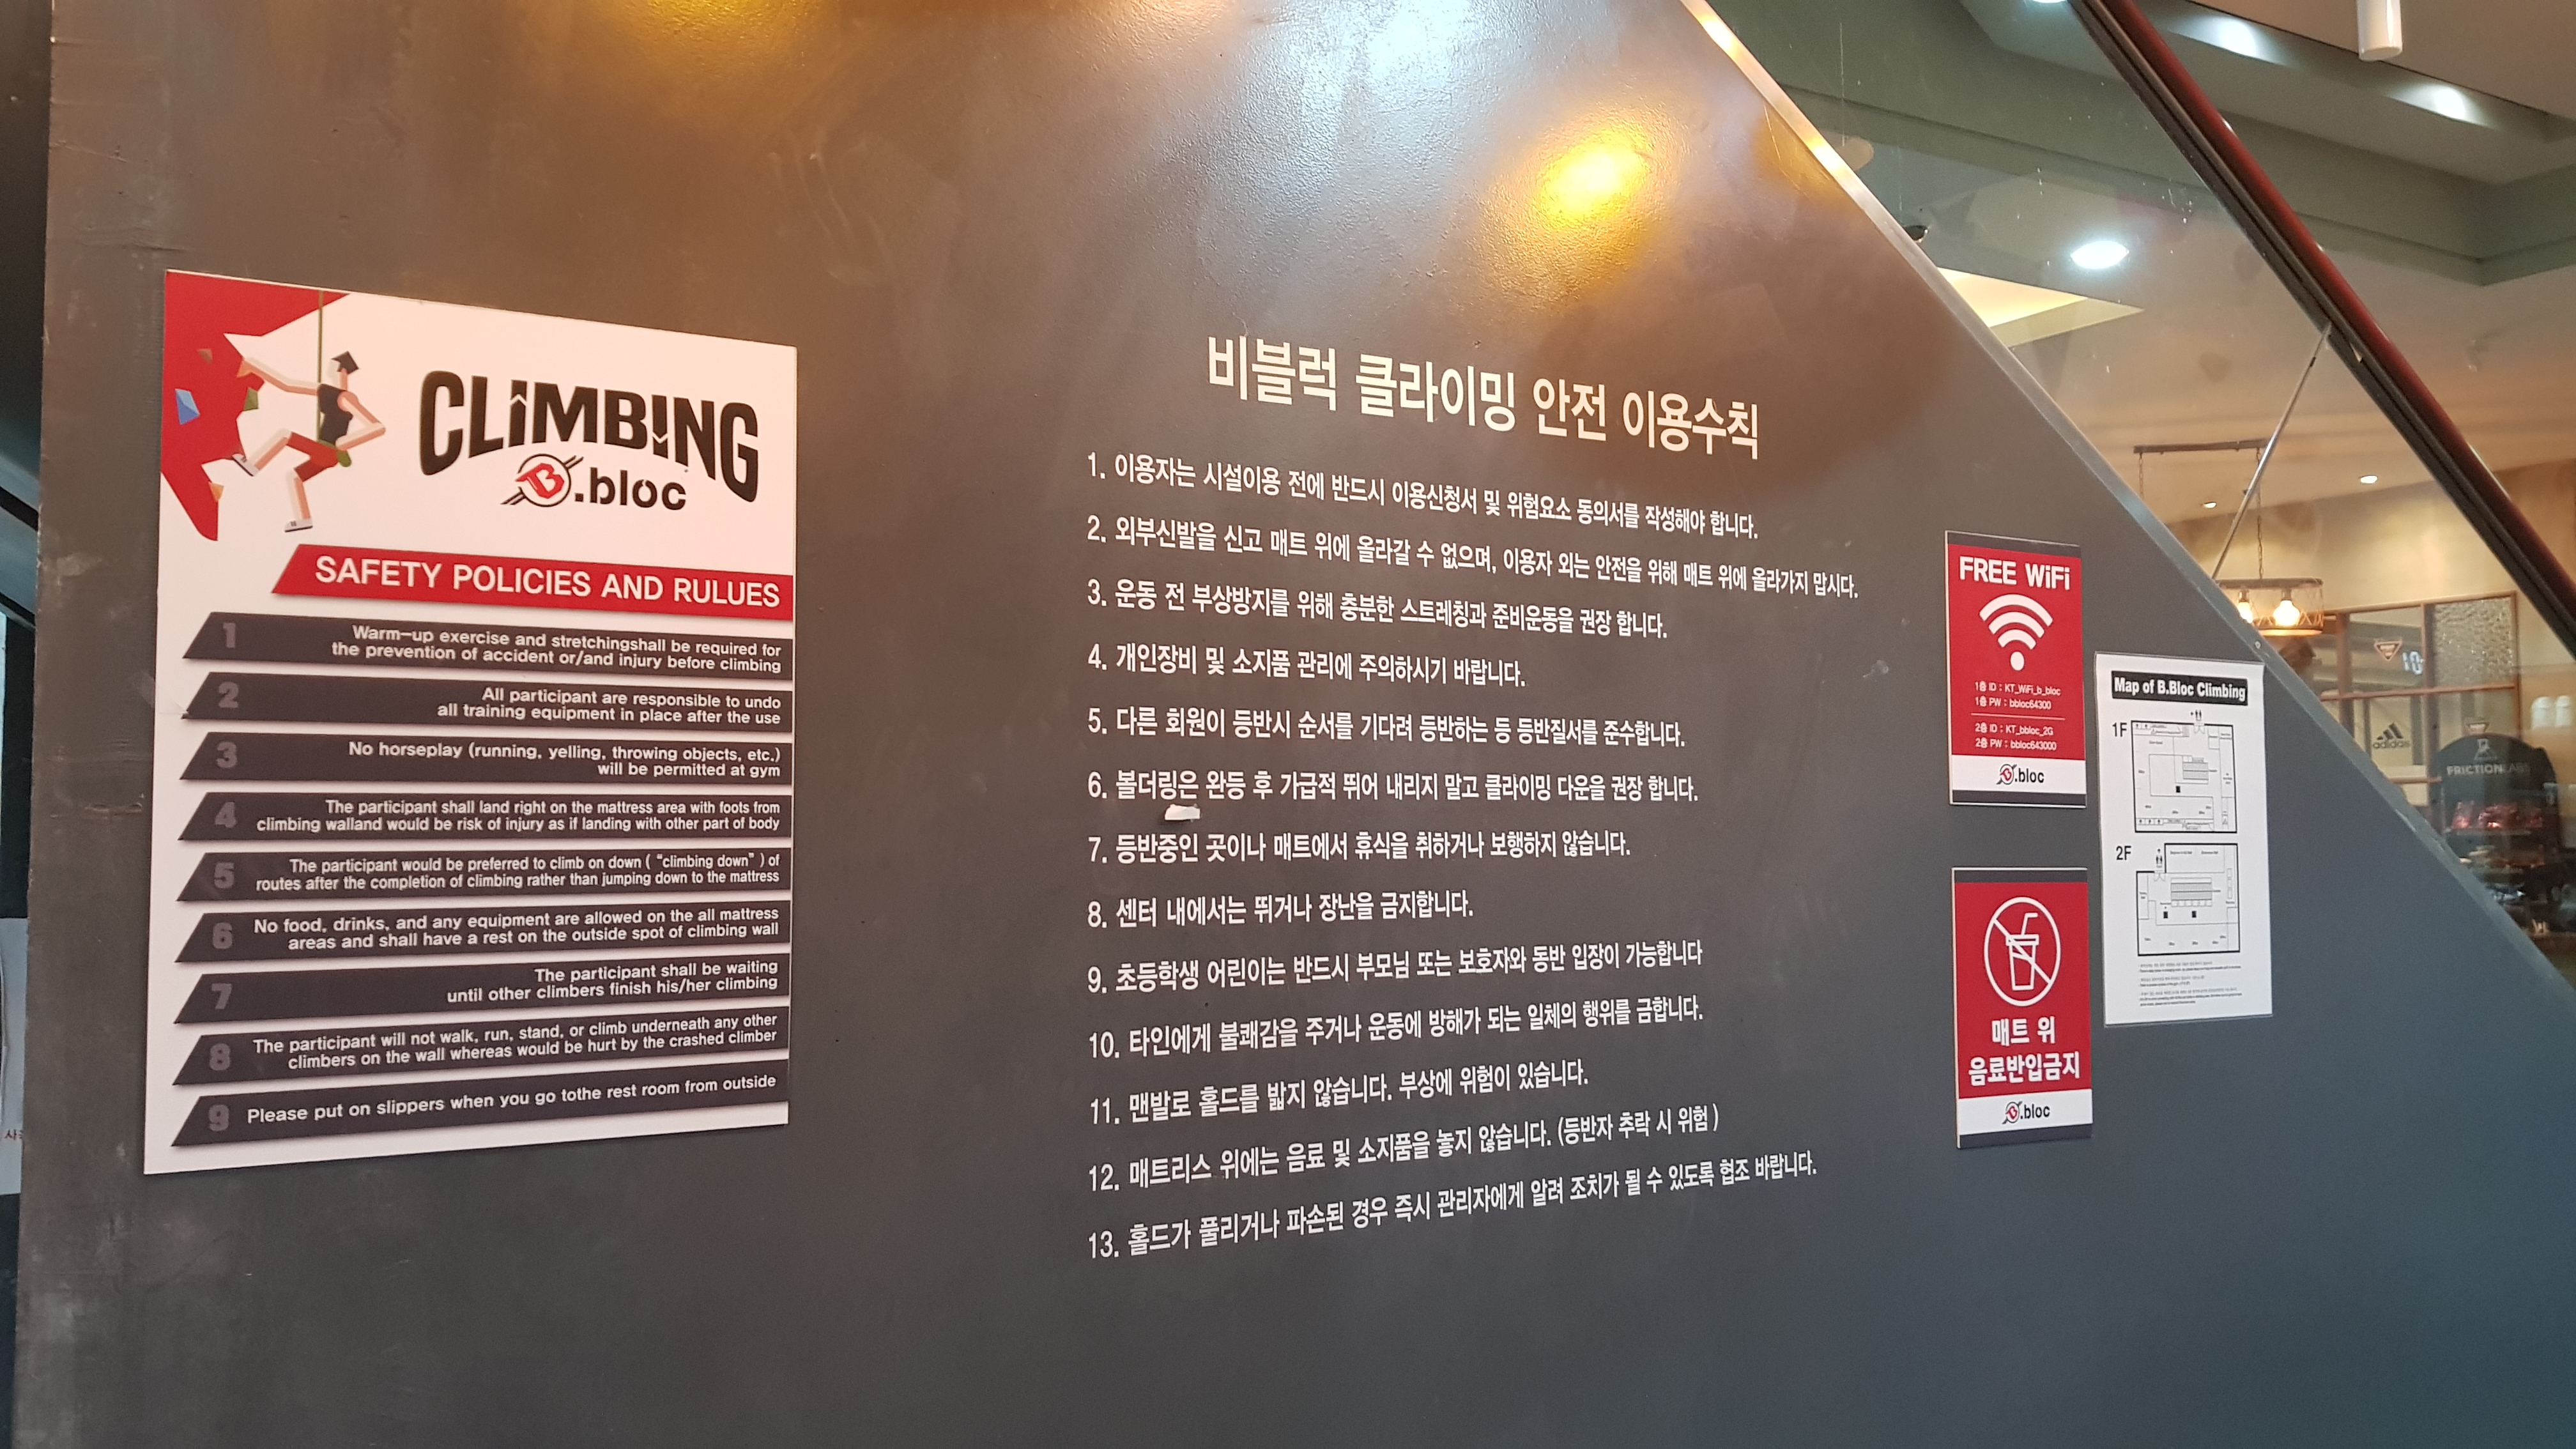 CLIMBING
B.bloc
SAFETY POLICIES AND RULUES
1
Warm-up exercise and stretchingshall be required for
the prevention of accident or/and injury before climbing
2
All participant are responsible to undo
all training equipment in place after the use
3
No horseplay (running, yelling, throwing objects, etc.)
will be permitted at gym
4
The participant shall land right on the mattress area with foots from
climbing walland would be risk of injury as if landing with other part of body
5
The participant would be preferred to climb on down ( “climbing down” ) of
routes after the completion of climbing rather than jumping down to the mattress
6
No food, drinks, and any equipment are allowed on the all mattress
areas and shall have a rest on the outside spot of climbing wall
7
The participant shall be waiting
until other climbers finish his/her climbing
8
The participant will not walk, run, stand, or climb underneath any other
climbers on the wall whereas would be hurt by the crashed climber
9
Please put on slippers when you go tothe rest room from outside
비블럭 클라이밍 안전 이용수칙
1. 이용자는 시설이용 전에 반드시 이용신청서 및 위험요소 동의서를 작성해야 합니다.
2. 외부신발을 신고 매트 위에 올라갈 수 없으며, 이용자 외는 안전을 위해 매트 위에 올라가지 맙시다.
3. 운동 전 부상방지를 위해 충분한 스트레칭과 준비운동을 권장 합니다.
4. 개인장비 및 소지품 관리에 주의하시기 바랍니다.
5. 다른 회원이 등반시 순서를 기다려 등반하는 등 등반질서를 준수합니다.
6. 볼더링은 완등 후 가급적 뛰어 내리지 말고 클라이밍 다운을 권장 합니다.
7. 등반중인 곳이나 매트에서 휴식을 취하거나 보행하지 않습니다.
8. 센터 내에서는 뛰거나 장난을 금지합니다.
9. 초등학생 어린이는 반드시 부모님 또는 보호자와 동반 입장이 가능합니다
10. 타인에게 불쾌감을 주거나 운동에 방해가 되는 일체의 행위를 금합니다.
11. 맨발로 홀드를 밟지 않습니다. 부상에 위험이 있습니다.
12. 매트리스 위에는 음료 및 소지품을 놓지 않습니다. (등반자 추락 시 위험 )
13. 홀드가 풀리거나 파손된 경우 즉시 관리자에게 알려 조치가 될 수 있도록 협조 바랍니다.
FREE WiFi
1층 ID : KT_WiFi_b_bloc
1층 PW : bbloc64300
2층 ID : KT_bbloc_2G
2층 PW : bbloc643000
B.bloc
매트 위
음료반입금지
B.bloc
Map of B.Bloc Climbing
1F
2F
adidas
FRICTIONLABS